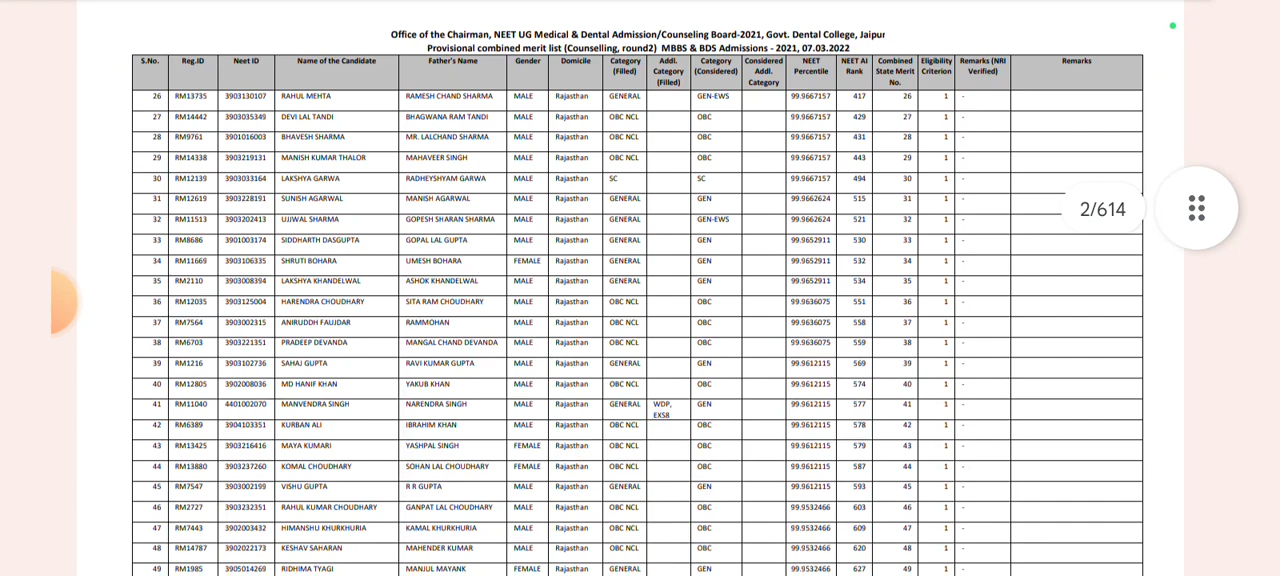 Office of the Chairman, NEET UG Medical & Dental Admission/Counseling Board-2021, Govt. Dental College, Jaipur
Provisional combined merit list (Counselling, round2) MBBS & BDS Admissions - 2021, 07.03.2022
S.No. Reg.ID Neet ID Name of the Candidate Father's Name Gender Domicile Category (Filled) Addl. Category (Filled) Category (Considered) Considered Addl. Category NEET Percentile NEET AI Rank Combined State Merit No. Eligibility Criterion Remarks (NRI Verified) Remarks
26 RM13735 3903130107 RAHUL MEHTA RAMESH CHAND SHARMA MALE Rajasthan GENERAL GEN-EWS 99.9667157 417 26 1 -
27 RM14442 3903035349 DEVI LAL TANDI BHAGWANA RAM TANDI MALE Rajasthan OBC NCL OBC 99.9667157 429 27 1 -
28 RM9761 3901016003 BHAVESH SHARMA MR. LALCHAND SHARMA MALE Rajasthan OBC NCL OBC 99.9667157 431 28 1 -
29 RM14338 3903219131 MANISH KUMAR THALOR MAHAVEER SINGH MALE Rajasthan OBC NCL OBC 99.9667157 443 29 1 -
30 RM12139 3903033164 LAKSHYA GARWA RADHEYSHYAM GARWA MALE Rajasthan SC SC 99.9667157 494 30 1 -
31 RM12619 3903228191 SUNISH AGARWAL MANISH AGARWAL MALE Rajasthan GENERAL GEN 99.9662624 515 31 1 -
32 RM11513 3903202413 UJJWAL SHARMA GOPESH SHARAN SHARMA MALE Rajasthan GENERAL GEN-EWS 99.9662624 521 32 1 -
2/614
33 RM8686 3901003174 SIDDHARTH DASGUPTA GOPAL LAL GUPTA MALE Rajasthan GENERAL GEN 99.9652911 530 33 1 -
34 RM11669 3903106335 SHRUTI BOHARA UMESH BOHARA FEMALE Rajasthan GENERAL GEN 99.9652911 532 34 1 -
35 RM2110 3903008394 LAKSHYA KHANDELWAL ASHOK KHANDELWAL MALE Rajasthan GENERAL GEN 99.9652911 534 35 1 -
36 RM12035 3903125004 HARENDRA CHOUDHARY SITA RAM CHOUDHARY MALE Rajasthan OBC NCL OBC 99.9636075 551 36 1 -
37 RM7564 3903002315 ANIRUDDH FAUJDAR RAMMOHAN MALE Rajasthan OBC NCL OBC 99.9636075 558 37 1 -
38 RM6703 3903221351 PRADEEP DEVANDA MANGAL CHAND DEVANDA MALE Rajasthan OBC NCL OBC 99.9636075 559 38 1 -
39 RM1216 3903102736 SAHAJ GUPTA RAVI KUMAR GUPTA MALE Rajasthan GENERAL GEN 99.9612115 569 39 1 -
40 RM12805 3902008036 MD HANIF KHAN YAKUB KHAN MALE Rajasthan OBC NCL OBC 99.9612115 574 40 1 -
41 RM11040 4401002070 MANVENDRA SINGH NARENDRA SINGH MALE Rajasthan GENERAL WDP, EXS8 GEN 99.9612115 577 41 1 -
42 RM6389 3904103351 KURBAN ALI IBRAHIM KHAN MALE Rajasthan OBC NCL OBC 99.9612115 578 42 1 -
43 RM13425 3903216416 MAYA KUMARI YASHPAL SINGH FEMALE Rajasthan OBC NCL OBC 99.9612115 579 43 1 -
44 RM13880 3903237260 KOMAL CHOUDHARY SOHAN LAL CHOUDHARY FEMALE Rajasthan OBC NCL OBC 99.9612115 587 44 1 -
45 RM7547 3903002199 VISHU GUPTA R R GUPTA MALE Rajasthan GENERAL GEN 99.9612115 593 45 1 -
46 RM2727 3903232351 RAHUL KUMAR CHOUDHARY GANPAT LAL CHOUDHARY MALE Rajasthan OBC NCL OBC 99.9532466 603 46 1 -
47 RM7443 3902003432 HIMANSHU KHURKHURIA KAMAL KHURKHURIA MALE Rajasthan OBC NCL OBC 99.9532466 609 47 1 -
48 RM14787 3902022173 KESHAV SAHARAN MAHENDER KUMAR MALE Rajasthan OBC NCL OBC 99.9532466 620 48 1 -
49 RM1985 3905014269 RIDHIMA TYAGI MANJUL MAYANK FEMALE Rajasthan GENERAL GEN 99.9532466 627 49 1 -